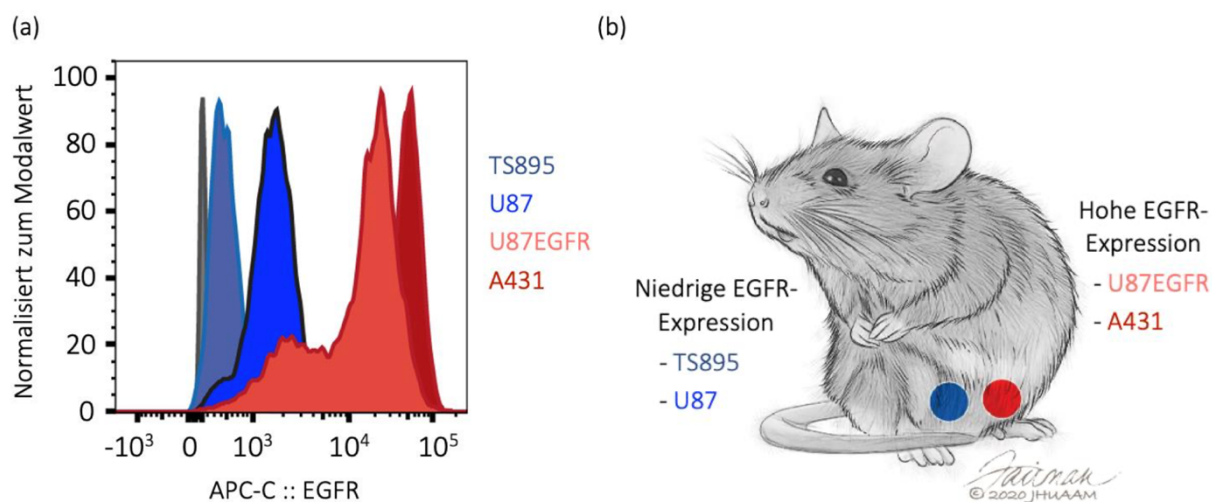 (a)
100
80
60
40
20
0
Normalisiert zum Modalwert
-10³ 0 10³ 10⁴ 10⁵
APC-C :: EGFR
TS895
U87
U87EGFR
A431
(b)
Niedrige EGFR-
Expression
- TS895
- U87
Hohe EGFR-
Expression
- U87EGFR
- A431
Fairman
©2020 JHUAAM